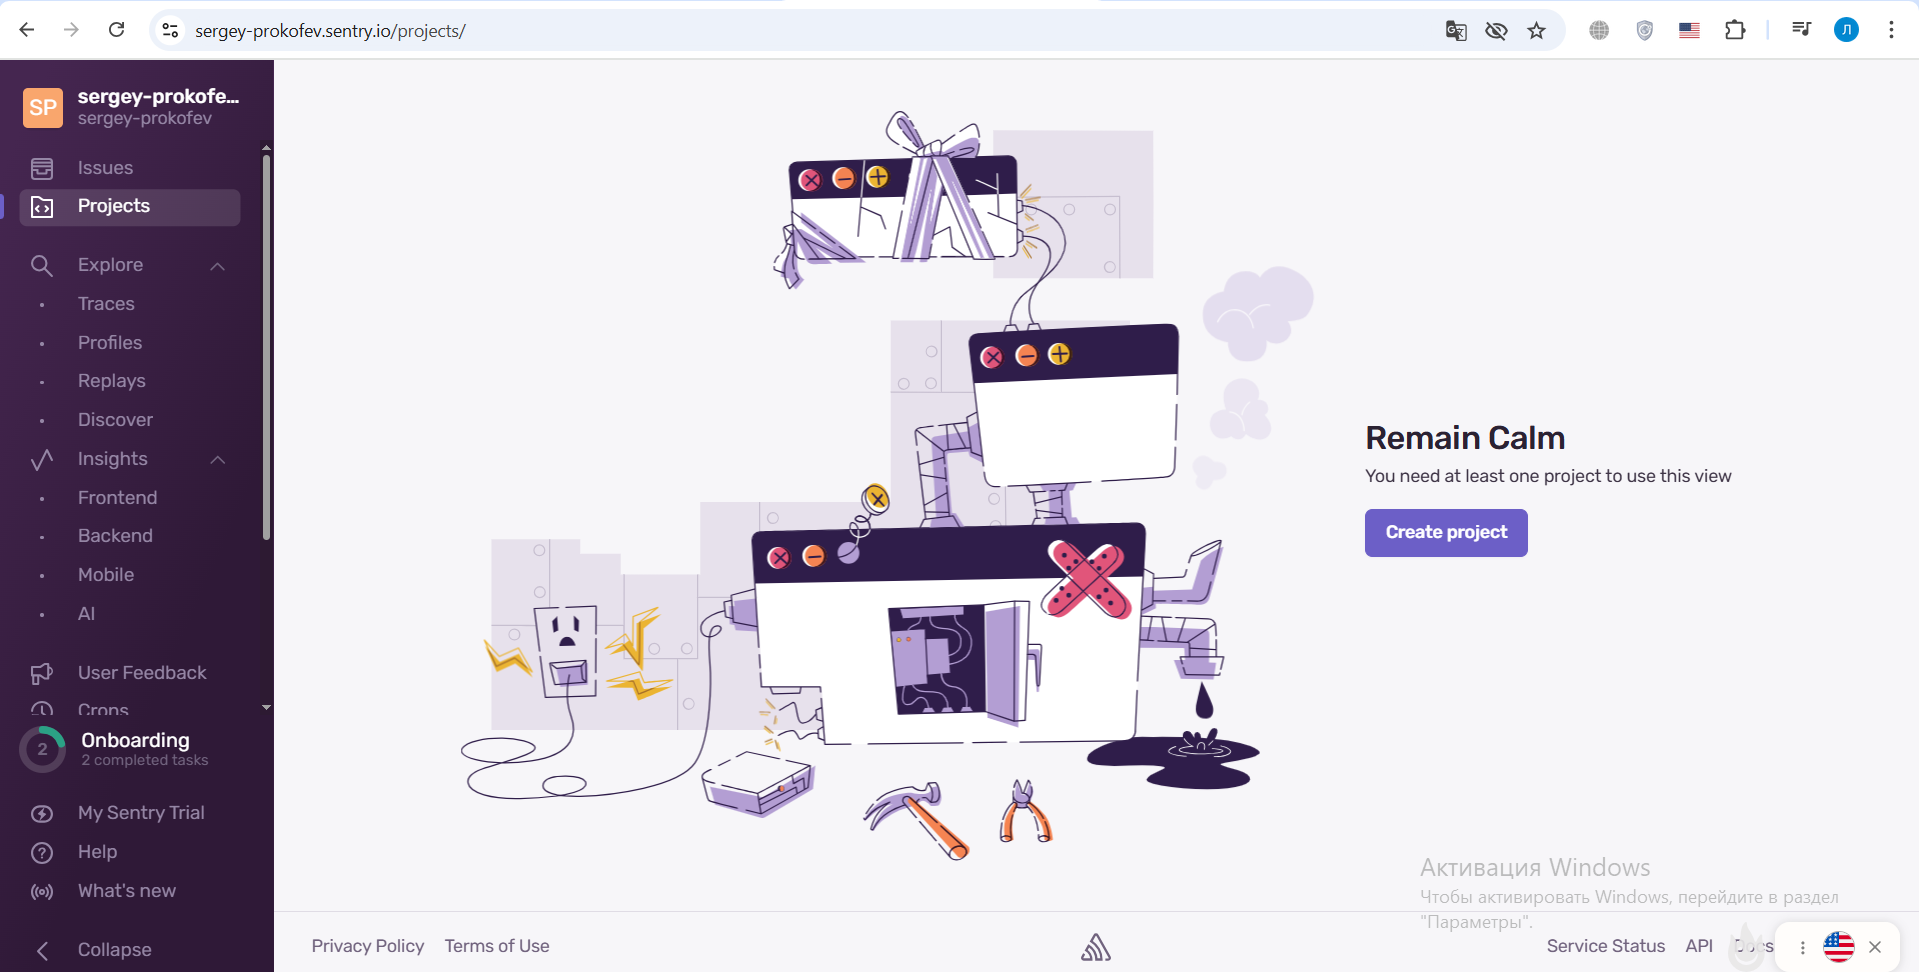 sergey-prokofev.sentry.io/projects/
Л
SP
sergey-prokofe...
sergey-prokofev
Issues
Projects
Explore
Traces
Profiles
Replays
Discover
Insights
Frontend
Backend
Mobile
AI
User Feedback
Crons
2
Onboarding
2 completed tasks
My Sentry Trial
Help
What's new
Collapse
Remain Calm
You need at least one project to use this view
Create project
Активация Windows
Чтобы активировать Windows, перейдите в раздел
"Параметры".
Privacy Policy
Terms of Use
Service Status
API
Docs